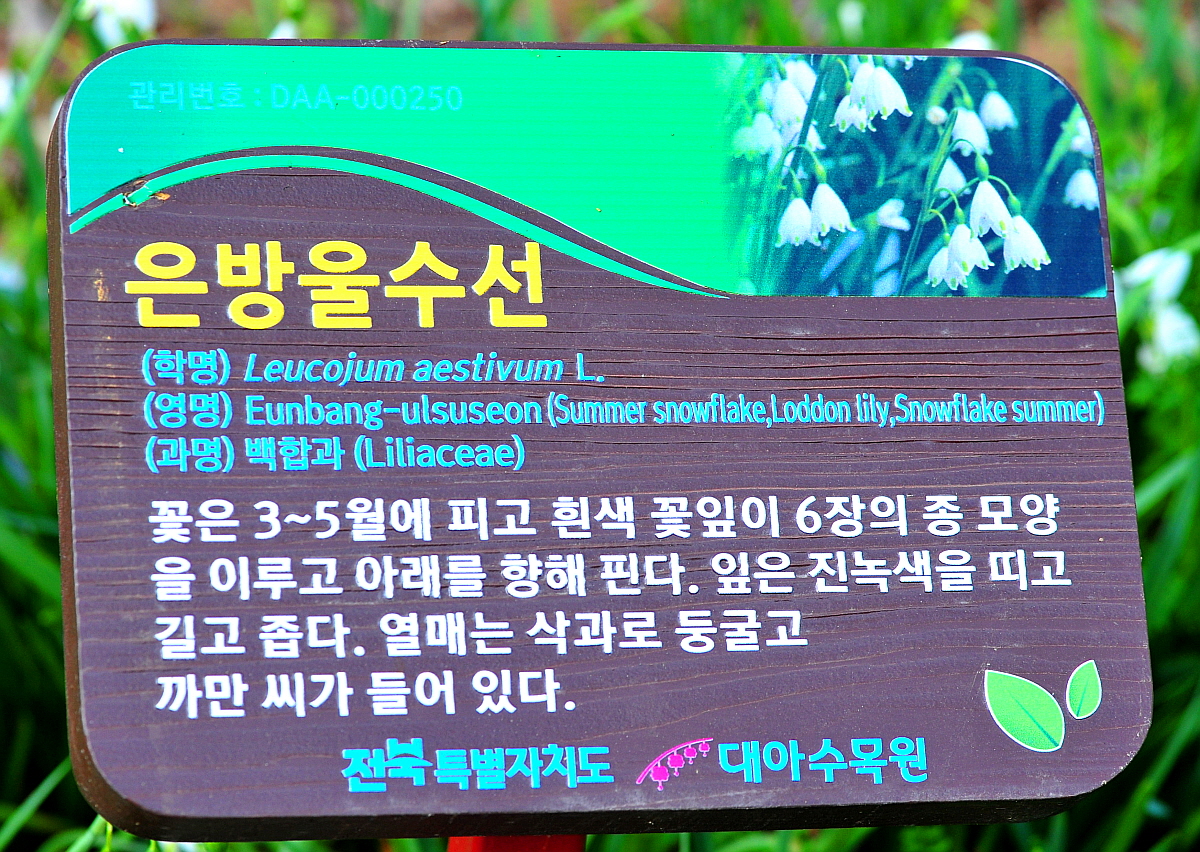 관리번호 : DAA-000250
은방울수선
(학명) Leucojum aestivum L.
(영명) Eunbang-ulsuseon (Summer snowflake,Loddon lily,Snowflake summer)
(과명) 백합과 (Liliaceae)
꽃은 3~5월에 피고 흰색 꽃잎이 6장의 종 모양
을 이루고 아래를 향해 핀다. 잎은 진녹색을 띠고
길고 좁다. 열매는 삭과로 둥굴고
까만 씨가 들어 있다.
전북특별자치도 대아수목원